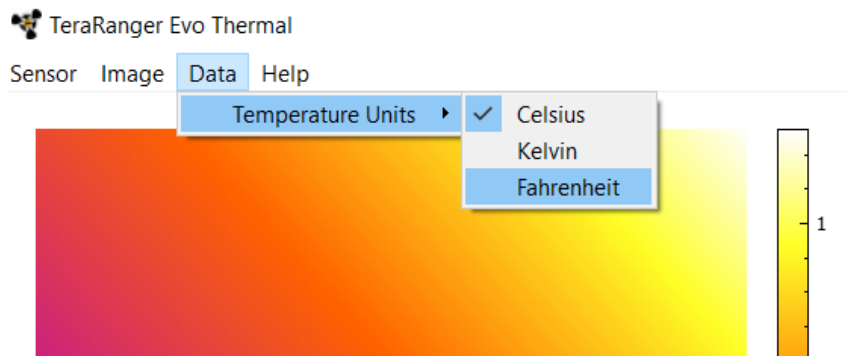 TeraRanger Evo Thermal
Sensor Image Data Help
Temperature Units Celsius
Kelvin
Fahrenheit
1